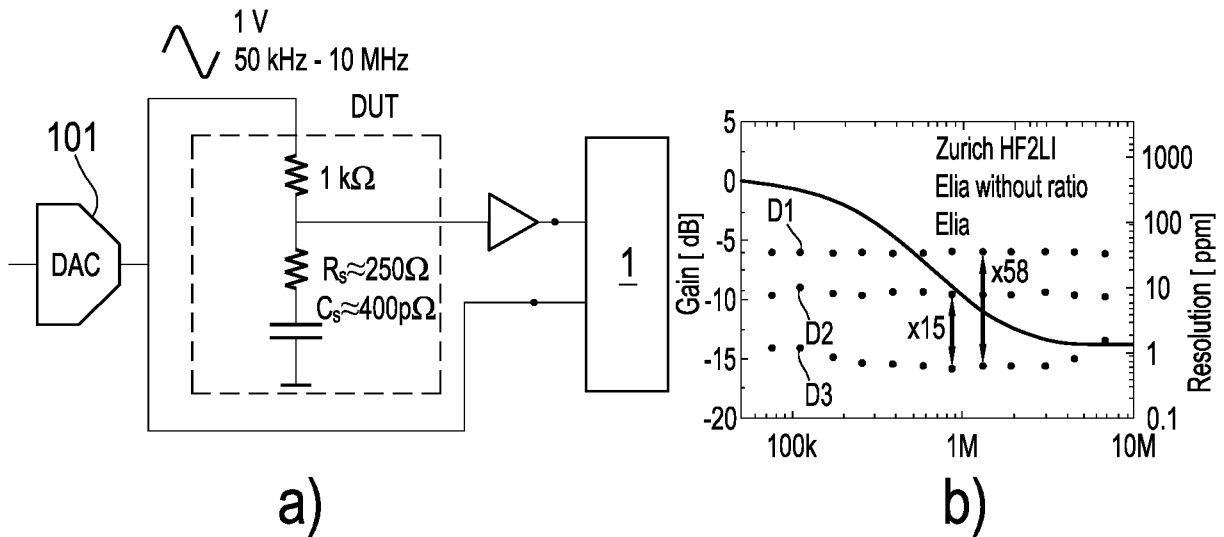 1 V
50 kHz - 10 MHz
DUT
101
DAC
1 kΩ
Rs≈250Ω
Cs≈400pΩ
1
a)
5
0
-5
-10
-15
-20
Gain [ dB]
Zurich HF2LI
Elia without ratio
Elia
D1
D2
D3
x58
x15
1000
100
10
1
0.1
Resolution [ ppm]
100k
1M
10M
b)